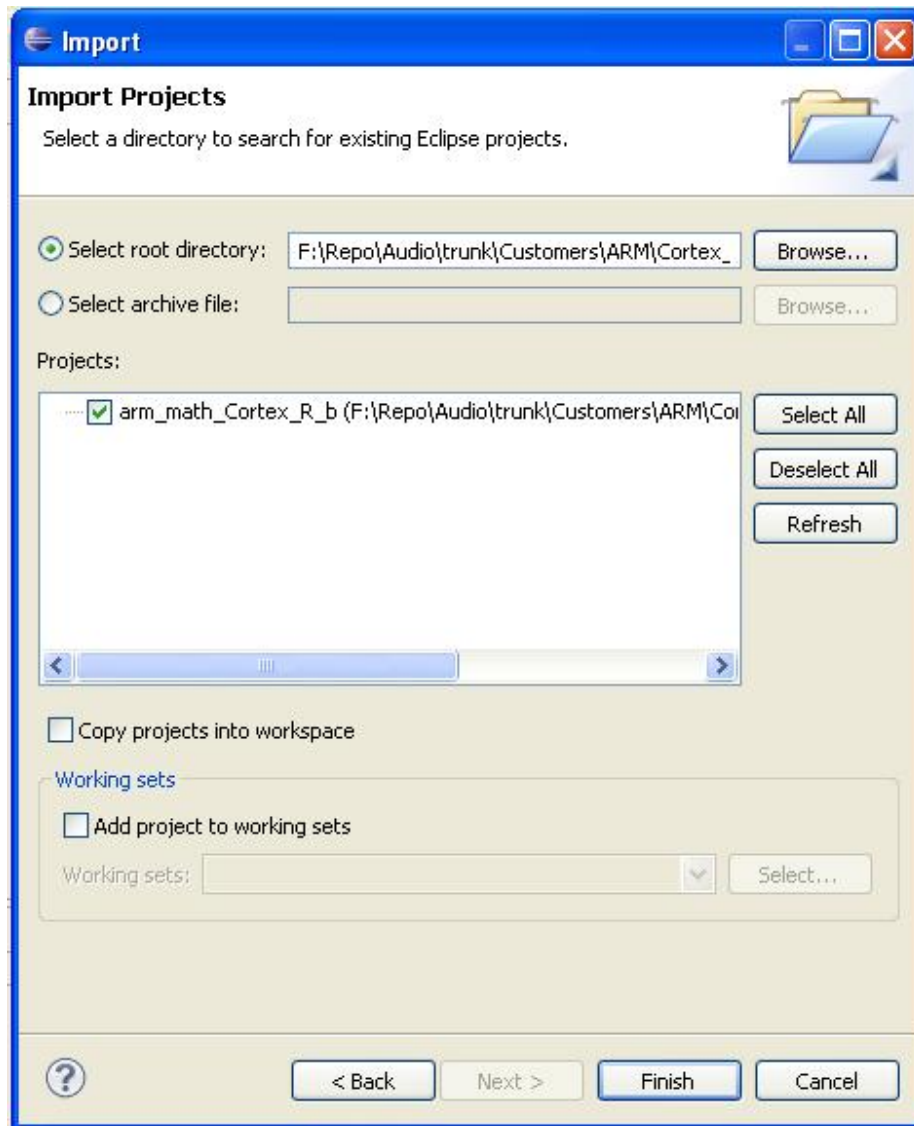 Import
Import Projects
Select a directory to search for existing Eclipse projects.
Select root directory: F:\Repo\Audio\trunk\Customers\ARM\Cortex_ Browse...
Select archive file: Browse...
Projects:
arm_math_Cortex_R_b (F:\Repo\Audio\trunk\Customers\ARM\Cor
Select All
Deselect All
Refresh
Copy projects into workspace
Working sets
Add project to working sets
Working sets: Select...
? < Back Next > Finish Cancel